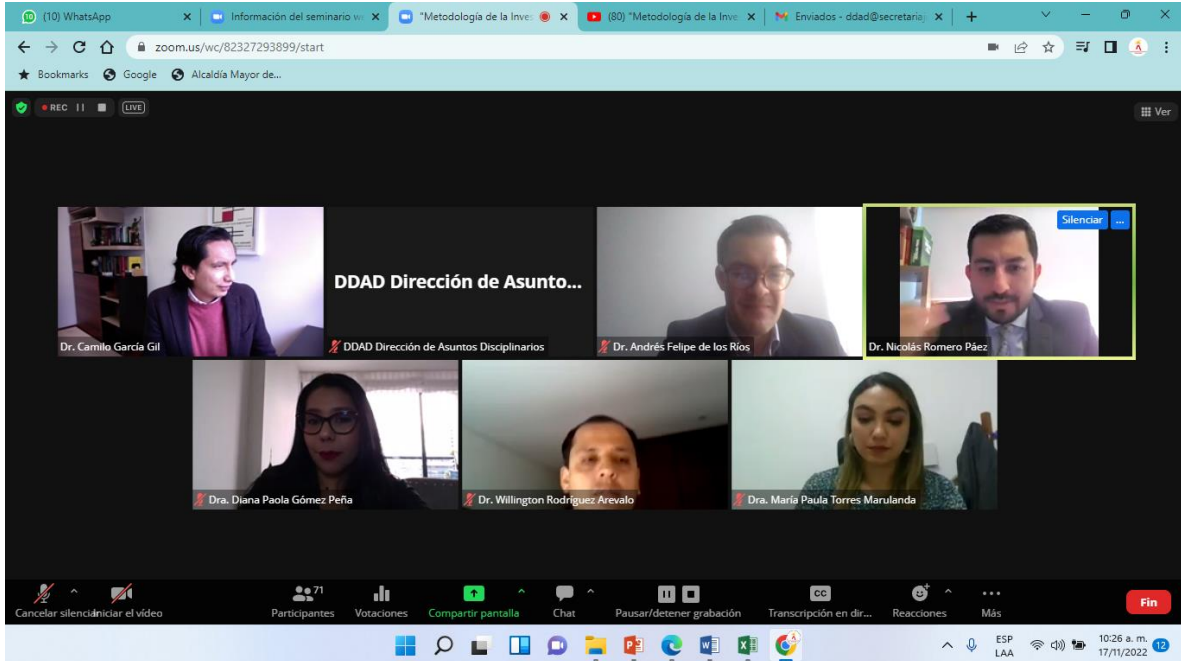 (10) WhatsApp
Información del seminario w
"Metodología de la Inves
(80) "Metodología de la Inve
Enviados - ddad@secretariaj
zoom.us/wc/82327293899/start
Bookmarks
Google
Alcaldía Mayor de...
REC
LIVE
Ver
Silenciar
...
DDAD Dirección de Asunto...
Dr. Camilo García Gil
DDAD Dirección de Asuntos Disciplinarios
Dr. Andrés Felipe de los Ríos
Dr. Nicolás Romero Páez
Dra. Diana Paola Gómez Peña
Dr. Willington Rodríguez Arevalo
Dra. María Paula Torres Marulanda
71
CC
Cancelar silencia
Iniciar el vídeo
Participantes
Votaciones
Compartir pantalla
Chat
Pausar/detener grabación
Transcripción en dir...
Reacciones
Más
Fin
ESP
LAA
10:26 a. m.
17/11/2022
12